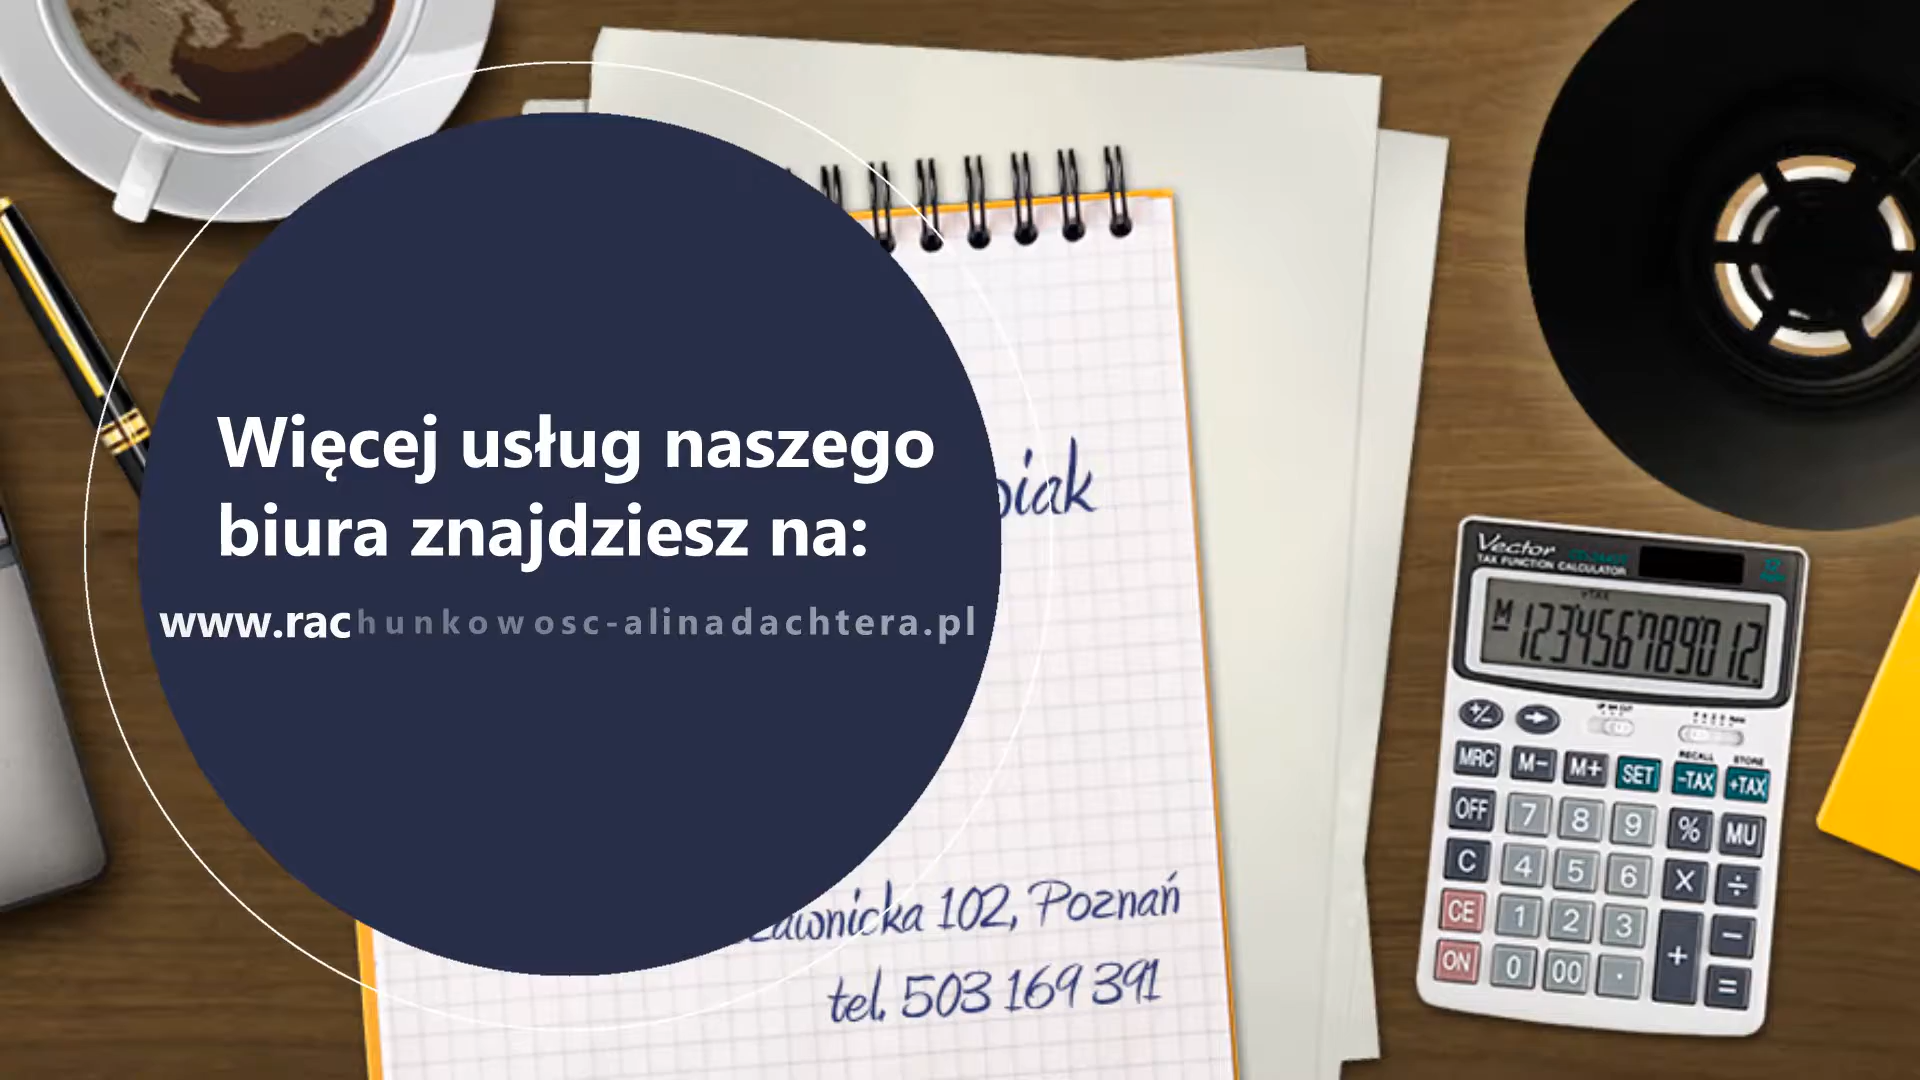 Więcej usług naszego
biura znajdziesz na:
www.rachunkowosc-alinadachtera.pl
102, Poznań
tel. 503 169 391
Vector
TAX FUNCTION CALCULATOR
M 123456789012.
+/-
MRC M- M+ SET -TAX +TAX
RECALL STORE
OFF 7 8 9 % MU
C 4 5 6 X ÷
CE 1 2 3 + −
ON 0 00 · =